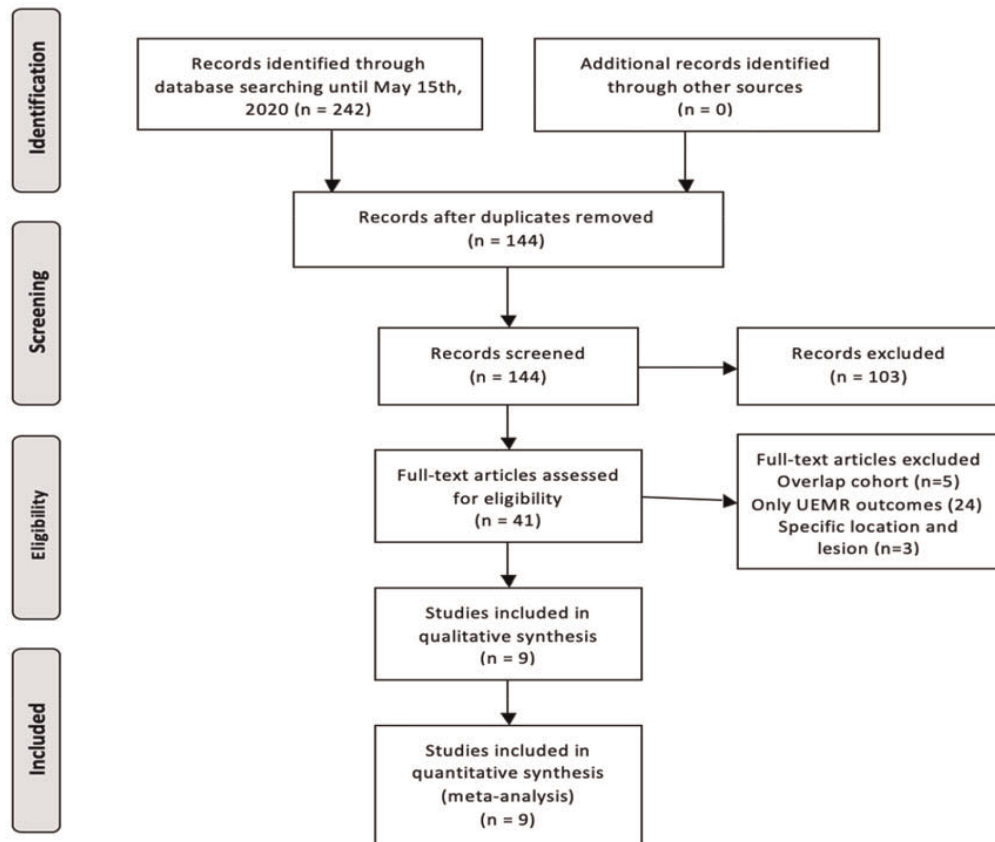 Identification
Records identified through
database searching until May 15th,
2020 (n = 242)
Additional records identified
through other sources
(n = 0)
Records after duplicates removed
(n = 144)
Screening
Records screened
(n = 144)
Records excluded
(n = 103)
Eligibility
Full-text articles assessed
for eligibility
(n = 41)
Full-text articles excluded
Overlap cohort (n=5)
Only UEMR outcomes (24)
Specific location and
lesion (n=3)
Studies included in
qualitative synthesis
(n = 9)
Included
Studies included in
quantitative synthesis
(meta-analysis)
(n = 9)